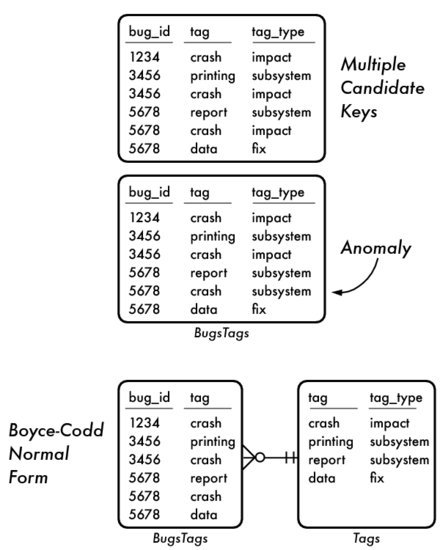 bug_id tag tag_type
1234 crash impact
3456 printing subsystem
3456 crash impact
5678 report subsystem
5678 crash impact
5678 data fix
Multiple
Candidate
Keys
bug_id tag tag_type
1234 crash impact
3456 printing subsystem
3456 crash impact
5678 report subsystem
5678 crash subsystem
5678 data fix
Anomaly
BugsTags
Boyce-Codd
Normal
Form
bug_id tag
1234 crash
3456 printing
3456 crash
5678 report
5678 crash
5678 data
BugsTags
tag tag_type
crash impact
printing subsystem
report subsystem
data fix
Tags